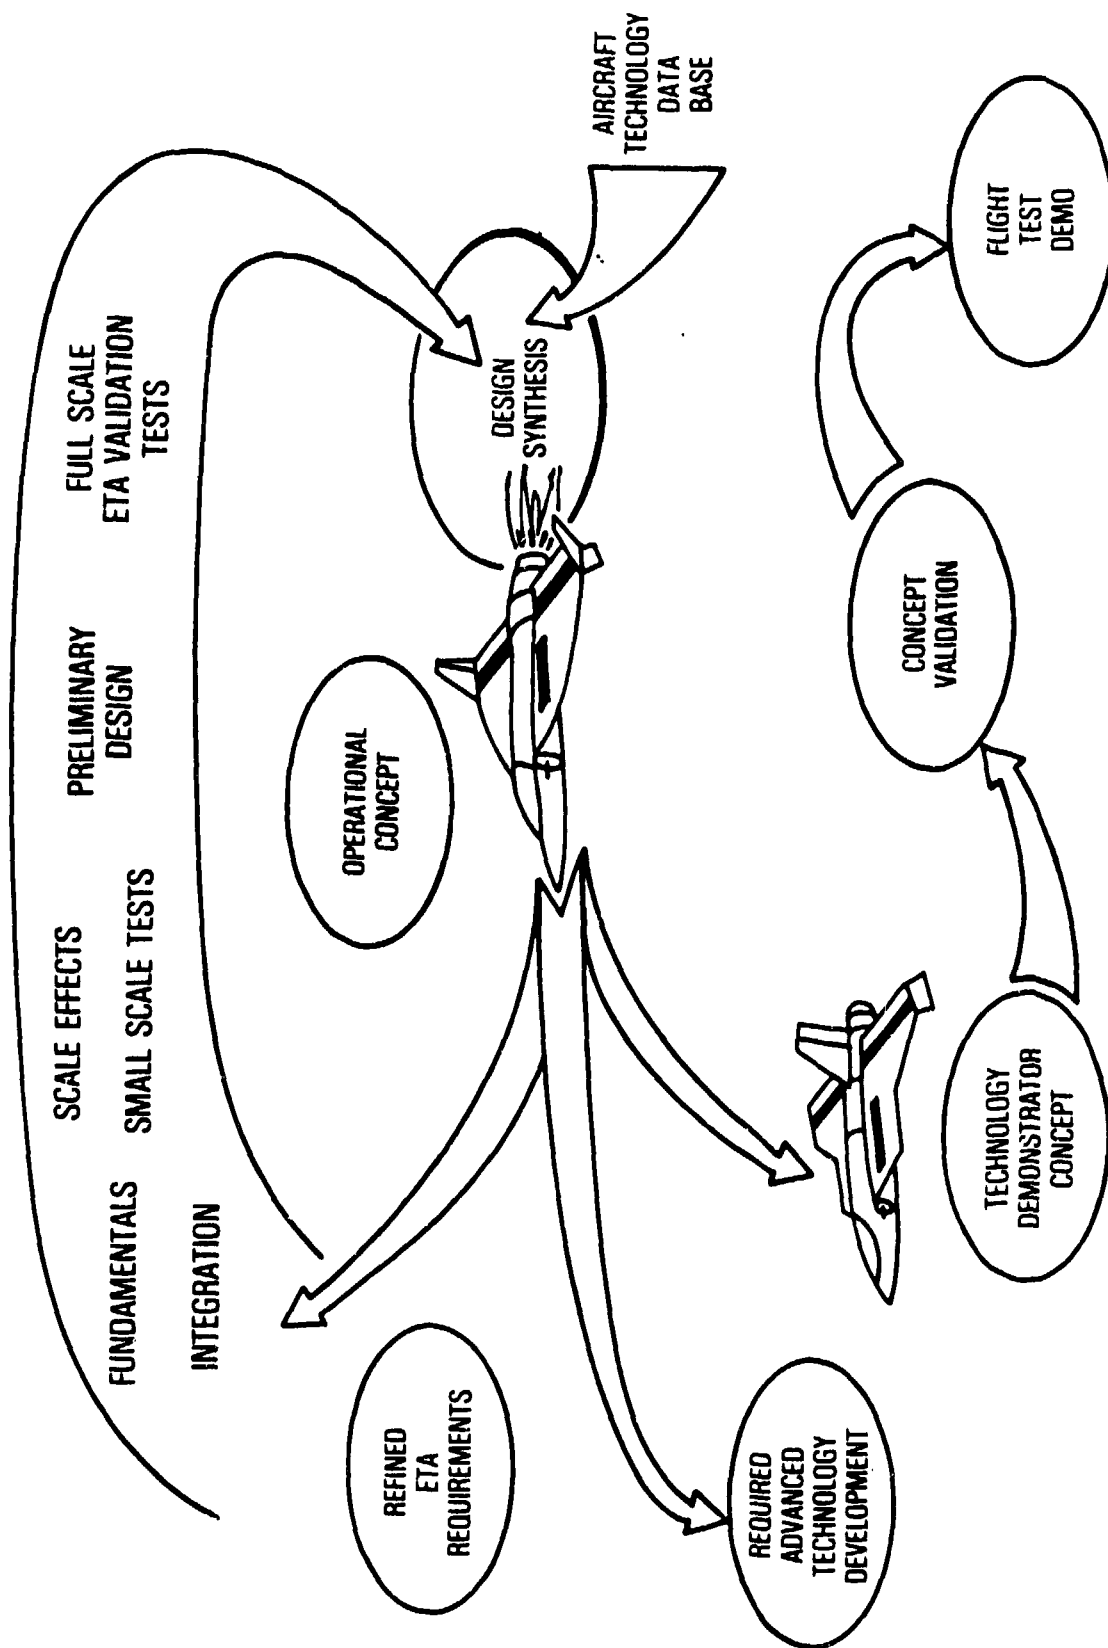 FUNDAMENTALS
INTEGRATION
SCALE EFFECTS
SMALL SCALE TESTS
PRELIMINARY
DESIGN
FULL SCALE
ETA VALIDATION
TESTS
REFINED
ETA
REQUIREMENTS
OPERATIONAL
CONCEPT
DESIGN
SYNTHESIS
AIRCRAFT
TECHNOLOGY
DATA
BASE
REQUIRED
ADVANCED
TECHNOLOGY
DEVELOPMENT
TECHNOLOGY
DEMONSTRATOR
CONCEPT
CONCEPT
VALIDATION
FLIGHT
TEST
DEMO